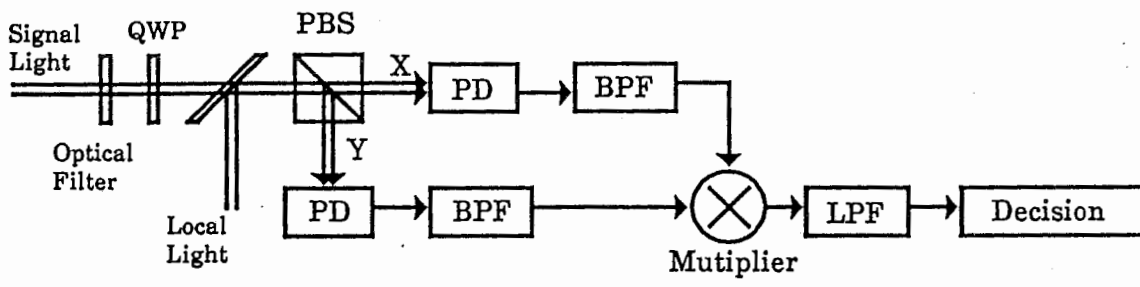 Signal
Light
QWP
PBS
X
PD
BPF
Optical
Filter
Y
Local
Light
PD
BPF
LPF
Decision
Mutiplier